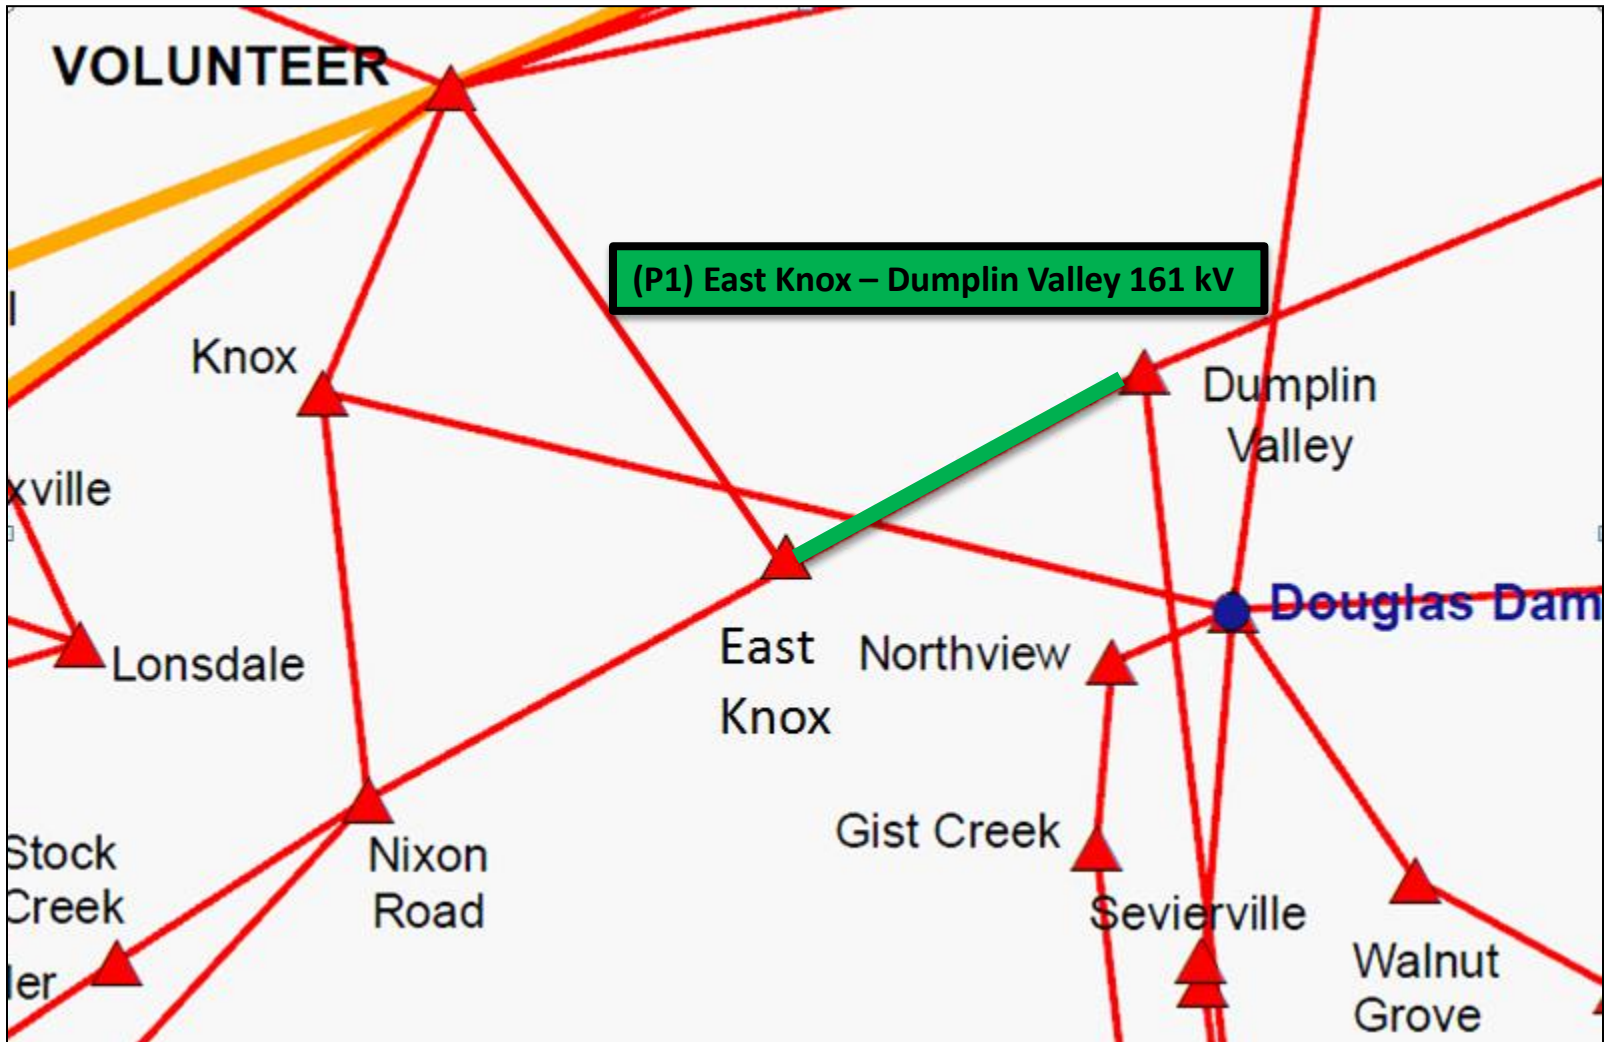 VOLUNTEER
(P1) East Knox – Dumplin Valley 161 kV
Knox
Dumplin
Valley
xville
Douglas Dam
East
Knox
Northview
Lonsdale
Gist Creek
Stock
Creek
Nixon
Road
Sevierville
ler
Walnut
Grove